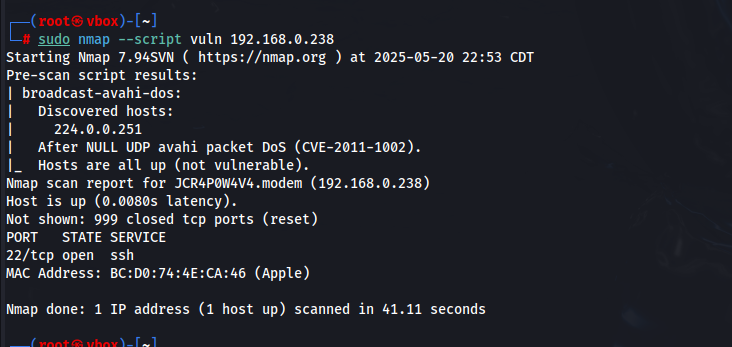 ┌──(root㉿vbox)-[~]
└─# sudo nmap --script vuln 192.168.0.238
Starting Nmap 7.94SVN ( https://nmap.org ) at 2025-05-20 22:53 CDT
Pre-scan script results:
| broadcast-avahi-dos:
|   Discovered hosts:
|     224.0.0.251
|   After NULL UDP avahi packet DoS (CVE-2011-1002).
|_  Hosts are all up (not vulnerable).
Nmap scan report for JCR4P0W4V4.modem (192.168.0.238)
Host is up (0.0080s latency).
Not shown: 999 closed tcp ports (reset)
PORT   STATE SERVICE
22/tcp open  ssh
MAC Address: BC:D0:74:4E:CA:46 (Apple)
Nmap done: 1 IP address (1 host up) scanned in 41.11 seconds
┌──(root㉿vbox)-[~]